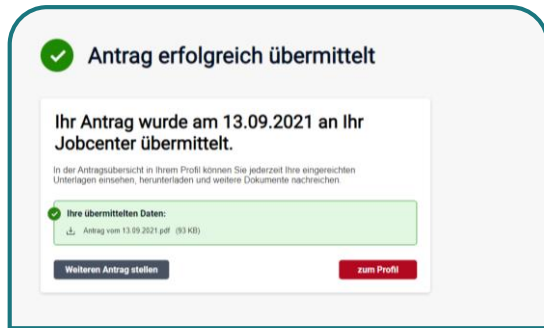 Antrag erfolgreich übermittelt
Ihr Antrag wurde am 13.09.2021 an Ihr
Jobcenter übermittelt.
In der Antragsübersicht in Ihrem Profil können Sie jederzeit Ihre eingereichten
Unterlagen einsehen, herunterladen und weitere Dokumente nachreichen.
Ihre übermittelten Daten:
Antrag vom 13.09.2021.pdf (93 KB)
Weiteren Antrag stellen
zum Profil